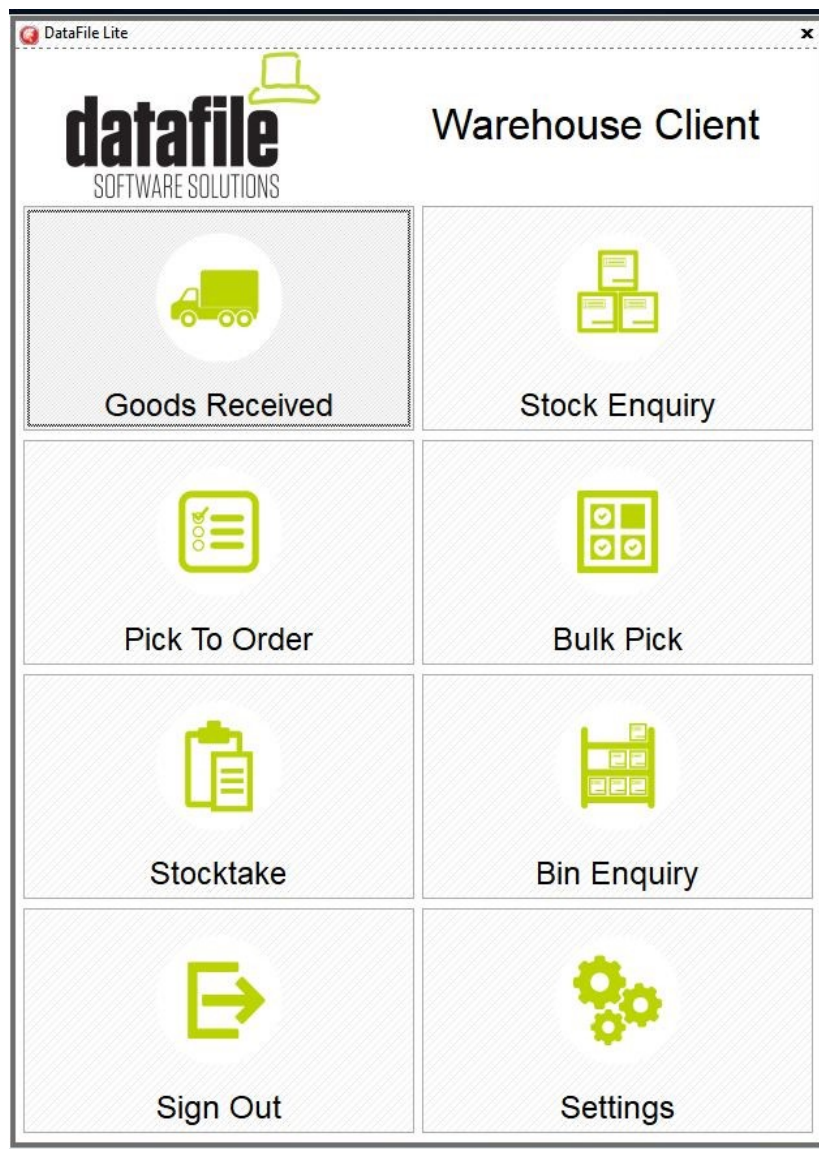 DataFile Lite
datafile
SOFTWARE SOLUTIONS
Warehouse Client
Goods Received
Stock Enquiry
Pick To Order
Bulk Pick
Stocktake
Bin Enquiry
Sign Out
Settings